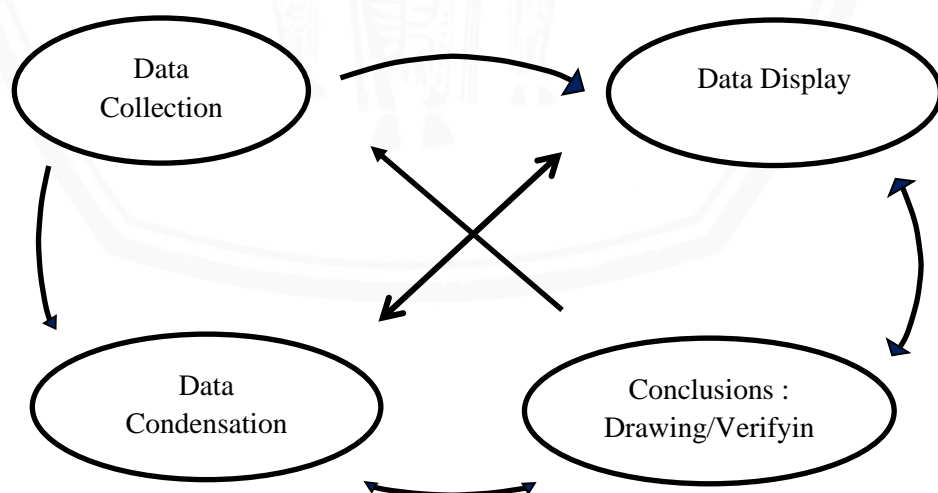 Data
Collection
Data Display
Data
Condensation
Conclusions :
Drawing/Verifyin